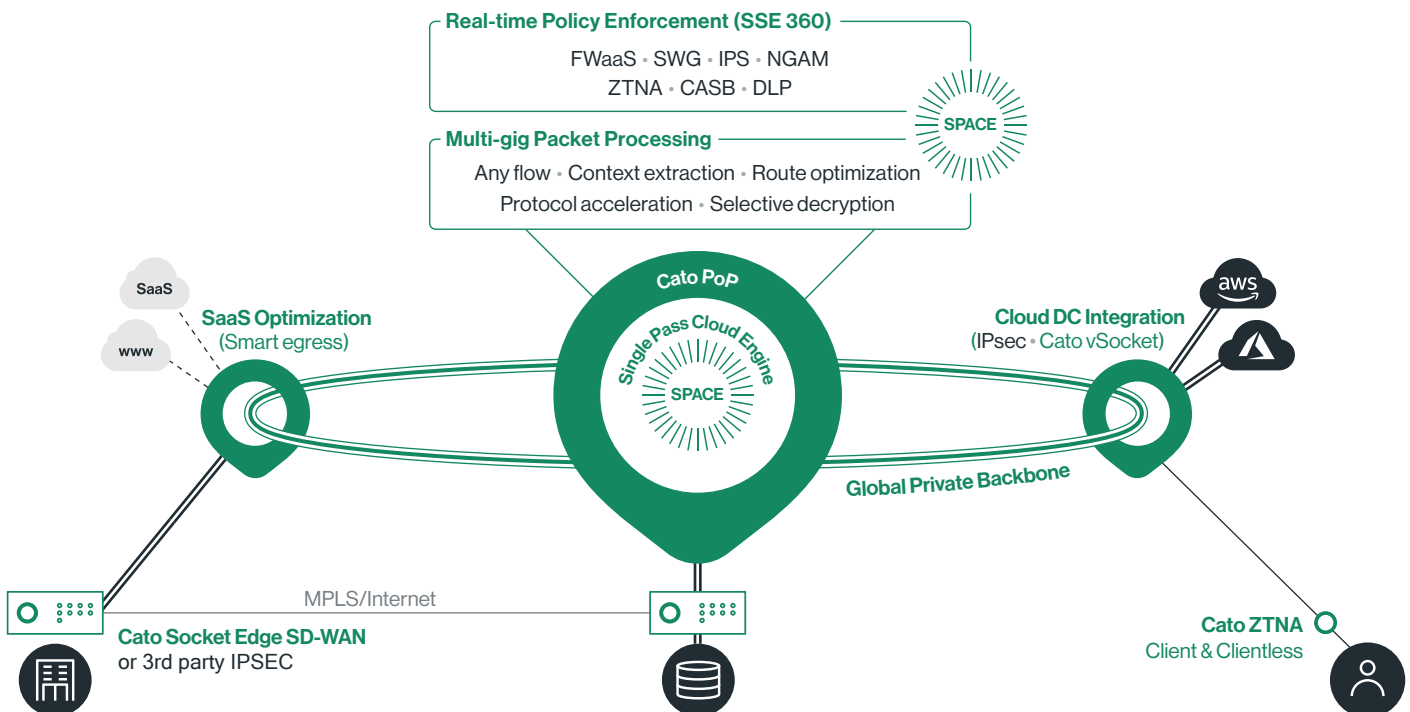 Real-time Policy Enforcement (SSE 360)
FWaaS • SWG • IPS • NGAM
ZTNA • CASB • DLP
SPACE
Multi-gig Packet Processing
Any flow • Context extraction • Route optimization
Protocol acceleration • Selective decryption
Cato PoP
Single Pass Cloud Engine
SPACE
SaaS
www
SaaS Optimization
(Smart egress)
Cloud DC Integration
(IPsec • Cato vSocket)
aws
Global Private Backbone
MPLS/Internet
Cato Socket Edge SD-WAN
or 3rd party IPSEC
Cato ZTNA
Client & Clientless